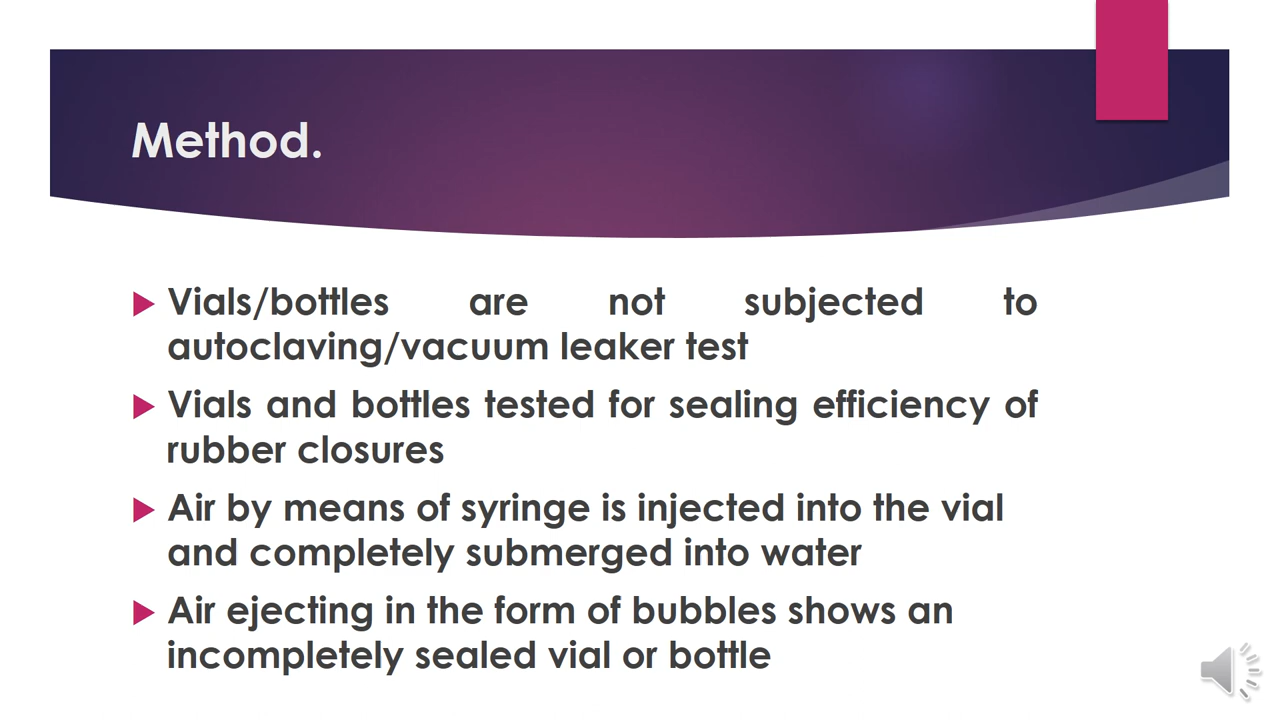 Method.
Vials/bottles are not subjected to
autoclaving/vacuum leaker test
Vials and bottles tested for sealing efficiency of
rubber closures
Air by means of syringe is injected into the vial
and completely submerged into water
Air ejecting in the form of bubbles shows an
incompletely sealed vial or bottle